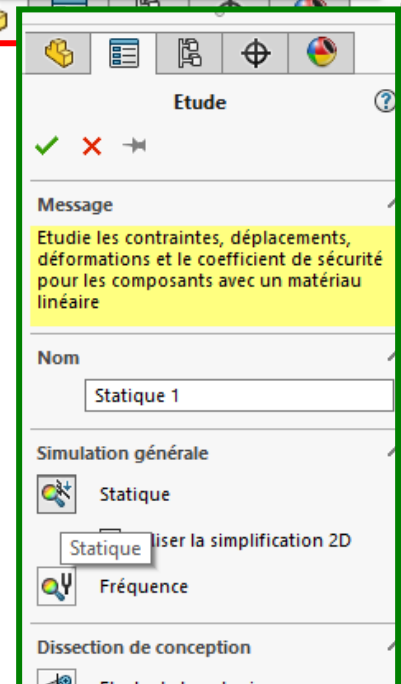 Etude
Message
Etudie les contraintes, déplacements,
déformations et le coefficient de sécurité
pour les composants avec un matériau
linéaire
Nom
Statique 1
Simulation générale
Statique
la simplification 2D
Statique
Fréquence
Dissection de conception